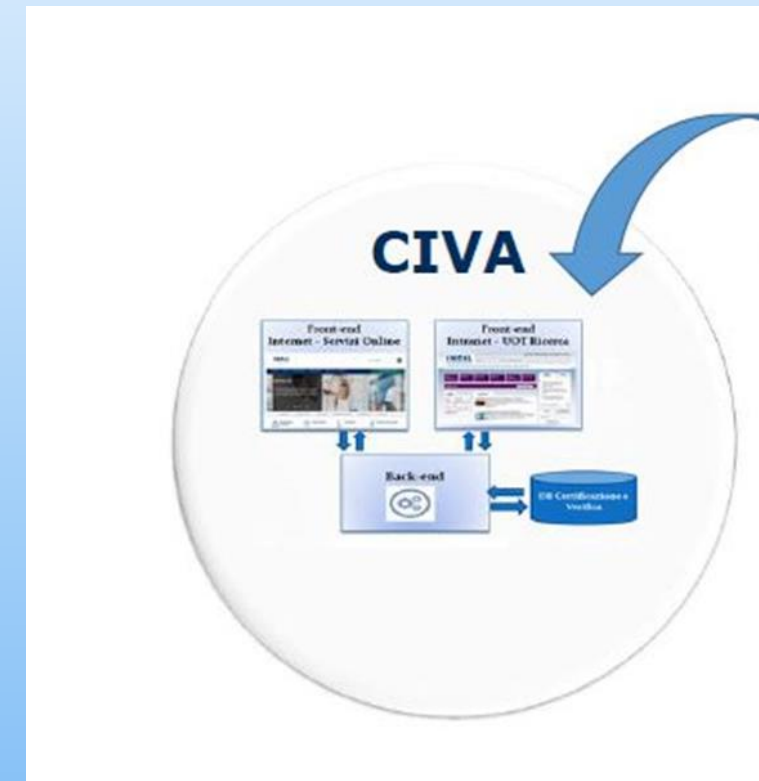 CIVA
Front-end
Internet - Servizi Online
Front-end
Intranet - UOT Ricerca
Back-end
DB Certificazione e
Verifica